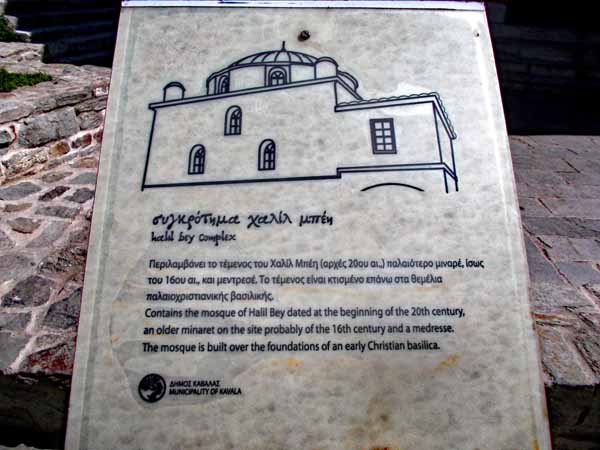 συγκρότημα χαλίλ μπέη
halil bey complex
Περιλαμβάνει το τέμενος του Χαλίλ Μπέη (αρχές 20ου αι.,) παλαιότερο μιναρέ, ίσως
του 16ου αι., και μεντρεσέ. Το τέμενος είναι κτισμένο επάνω στα θεμέλια
παλαιοχριστιανικής βασιλικής.
Contains the mosque of Halil Bey dated at the beginning of the 20th century,
an older minaret on the site probably of the 16th century and a medresse.
The mosque is built over the foundations of an early Christian basilica.
ΔΗΜΟΣ ΚΑΒΑΛΑΣ
MUNICIPALITY OF KAVALA